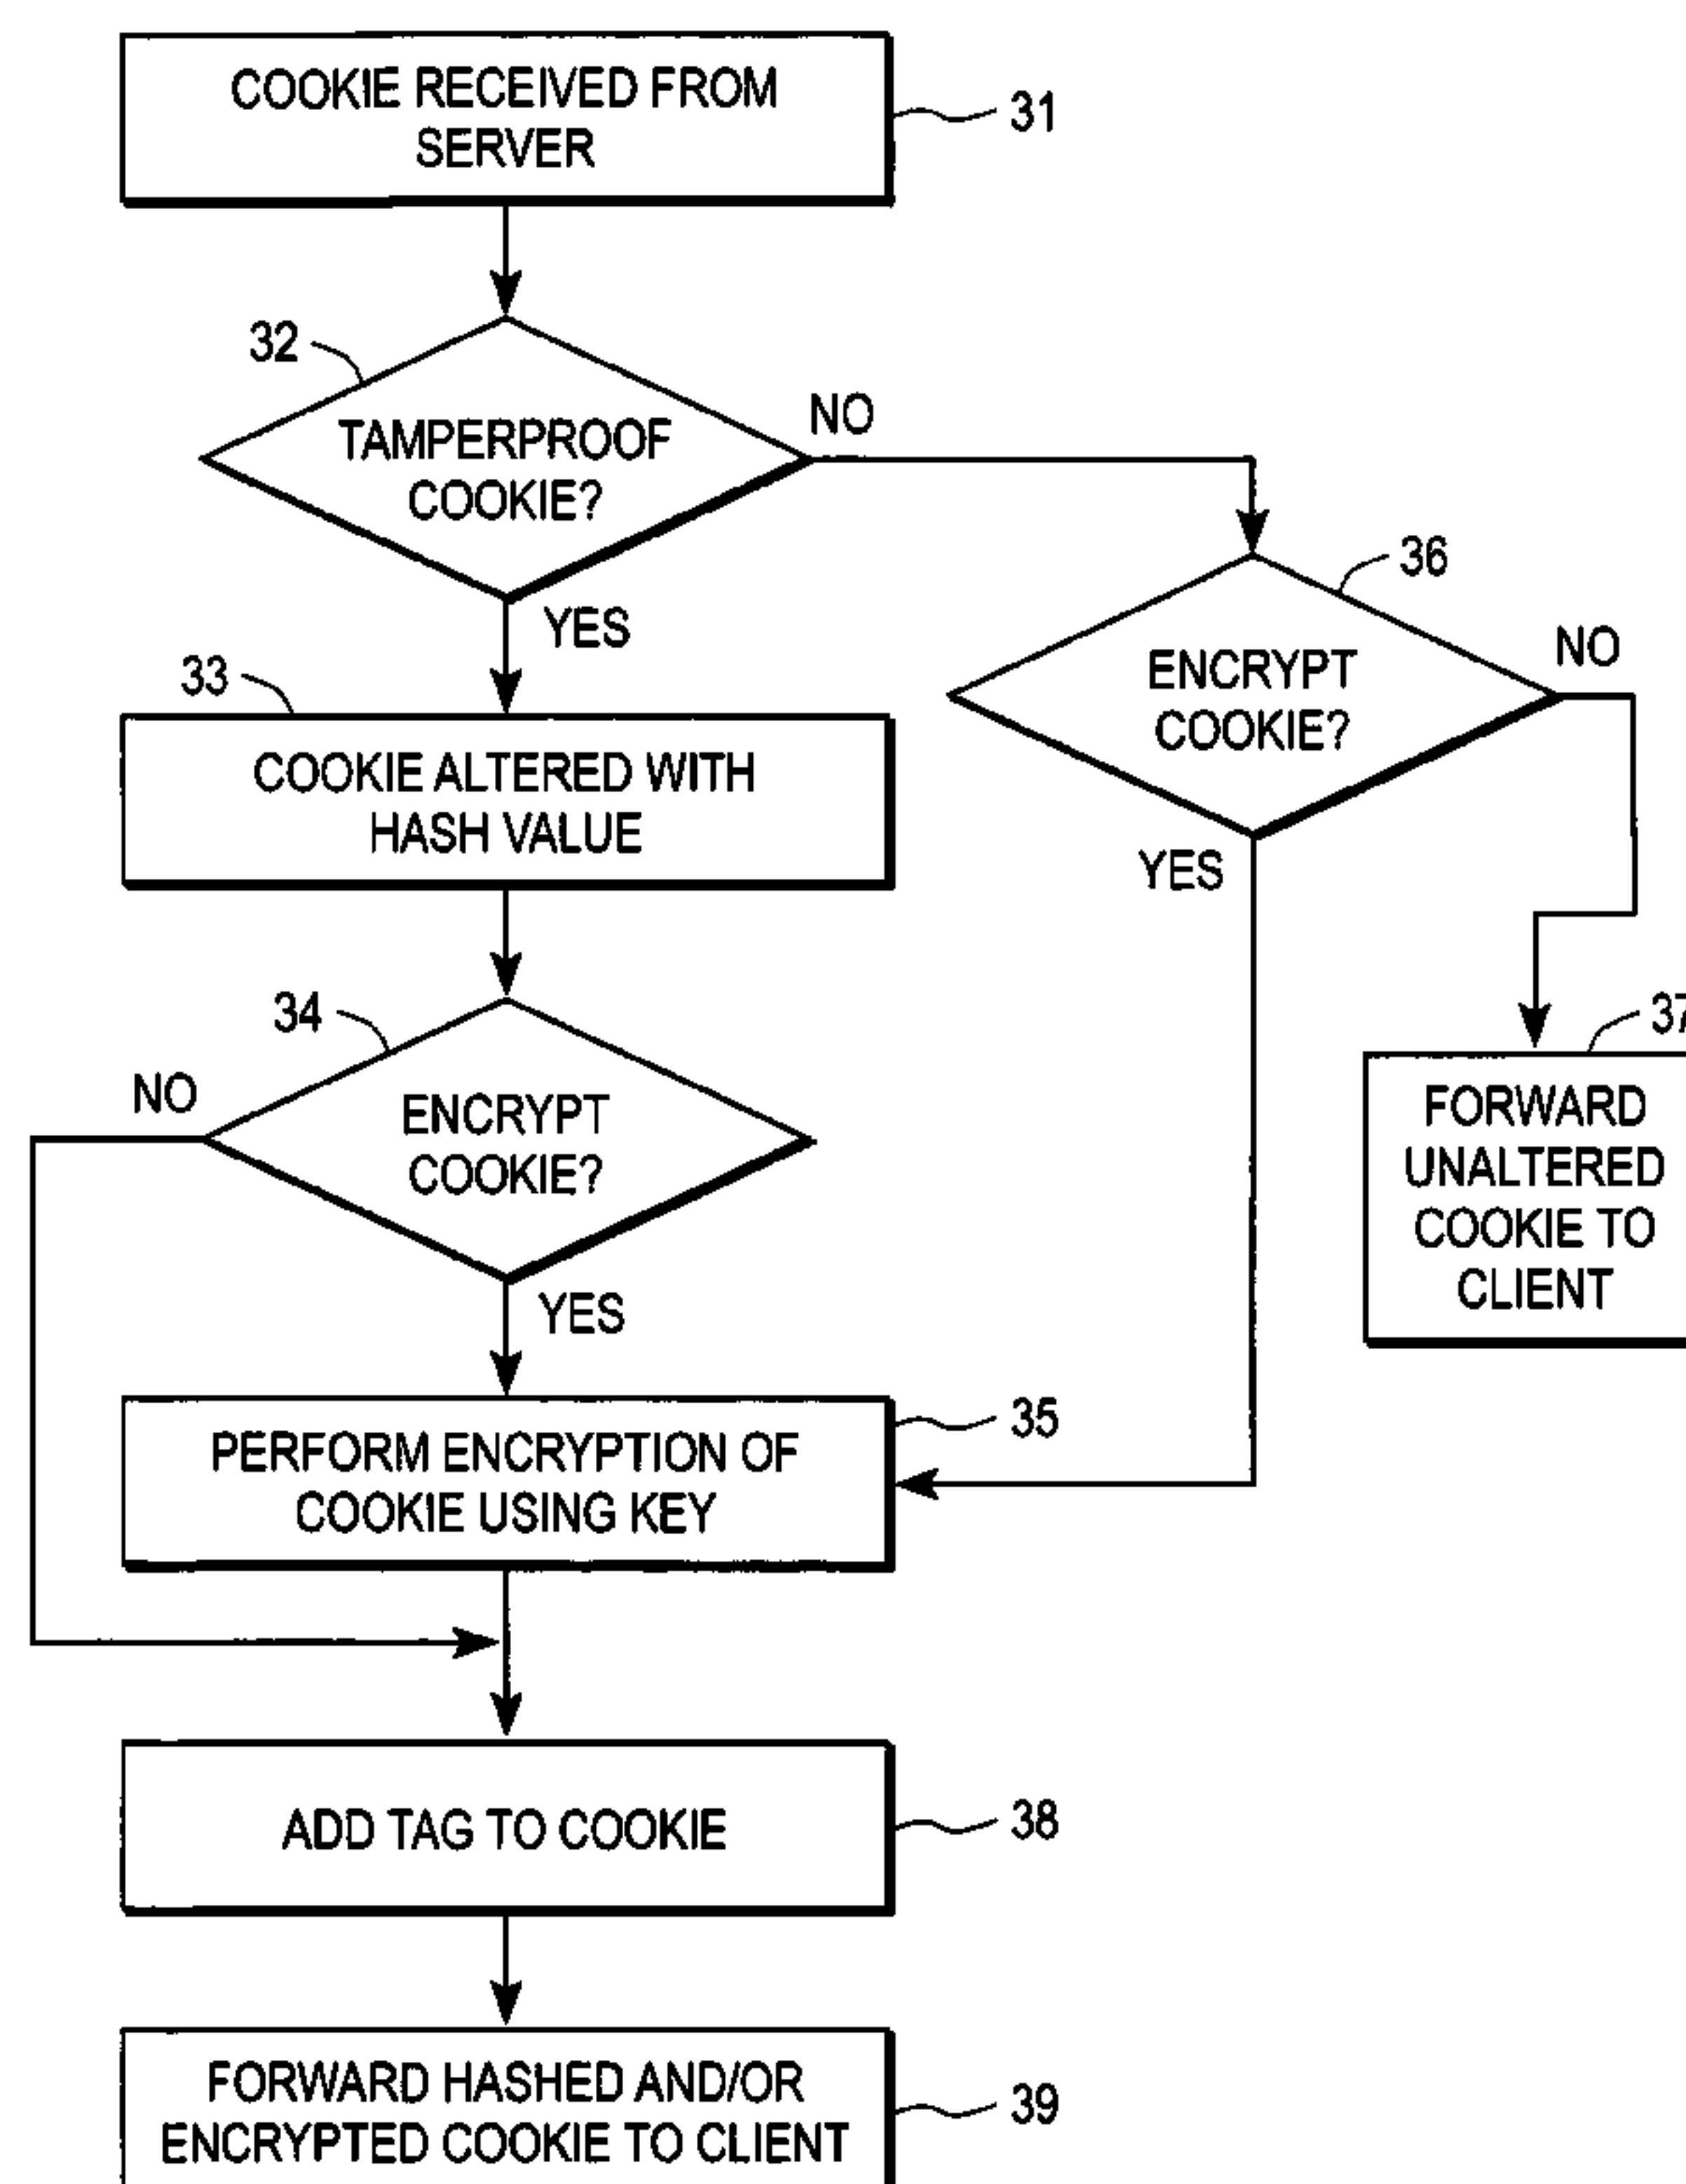 COOKIE RECEIVED FROM
SERVER
31
32
TAMPERPROOF
COOKIE?
NO
YES
36
ENCRYPT
COOKIE?
NO
YES
33
COOKIE ALTERED WITH
HASH VALUE
34
NO
ENCRYPT
COOKIE?
YES
37
FORWARD
UNALTERED
COOKIE TO
CLIENT
35
PERFORM ENCRYPTION OF
COOKIE USING KEY
ADD TAG TO COOKIE
38
FORWARD HASHED AND/OR
ENCRYPTED COOKIE TO CLIENT
39